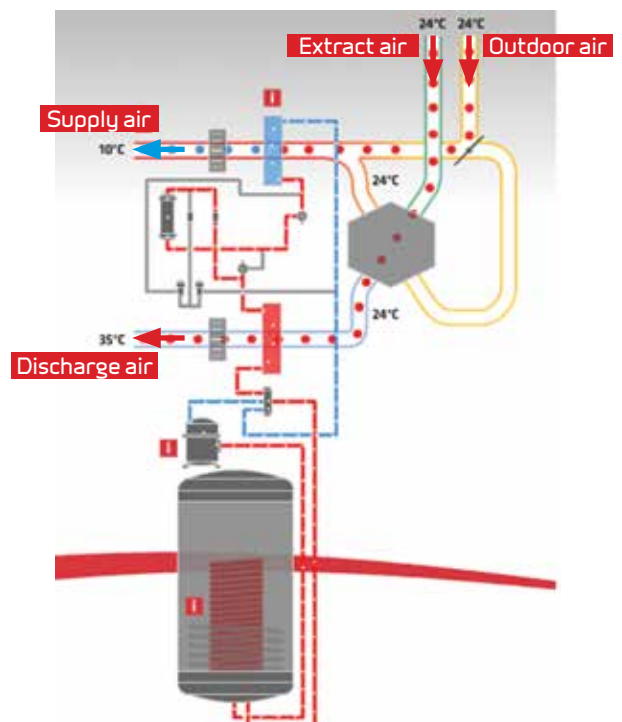 24°C 24°C
Extract air Outdoor air
i
Supply air
10°C
24°C
24°C
35°C
Discharge air
i
i